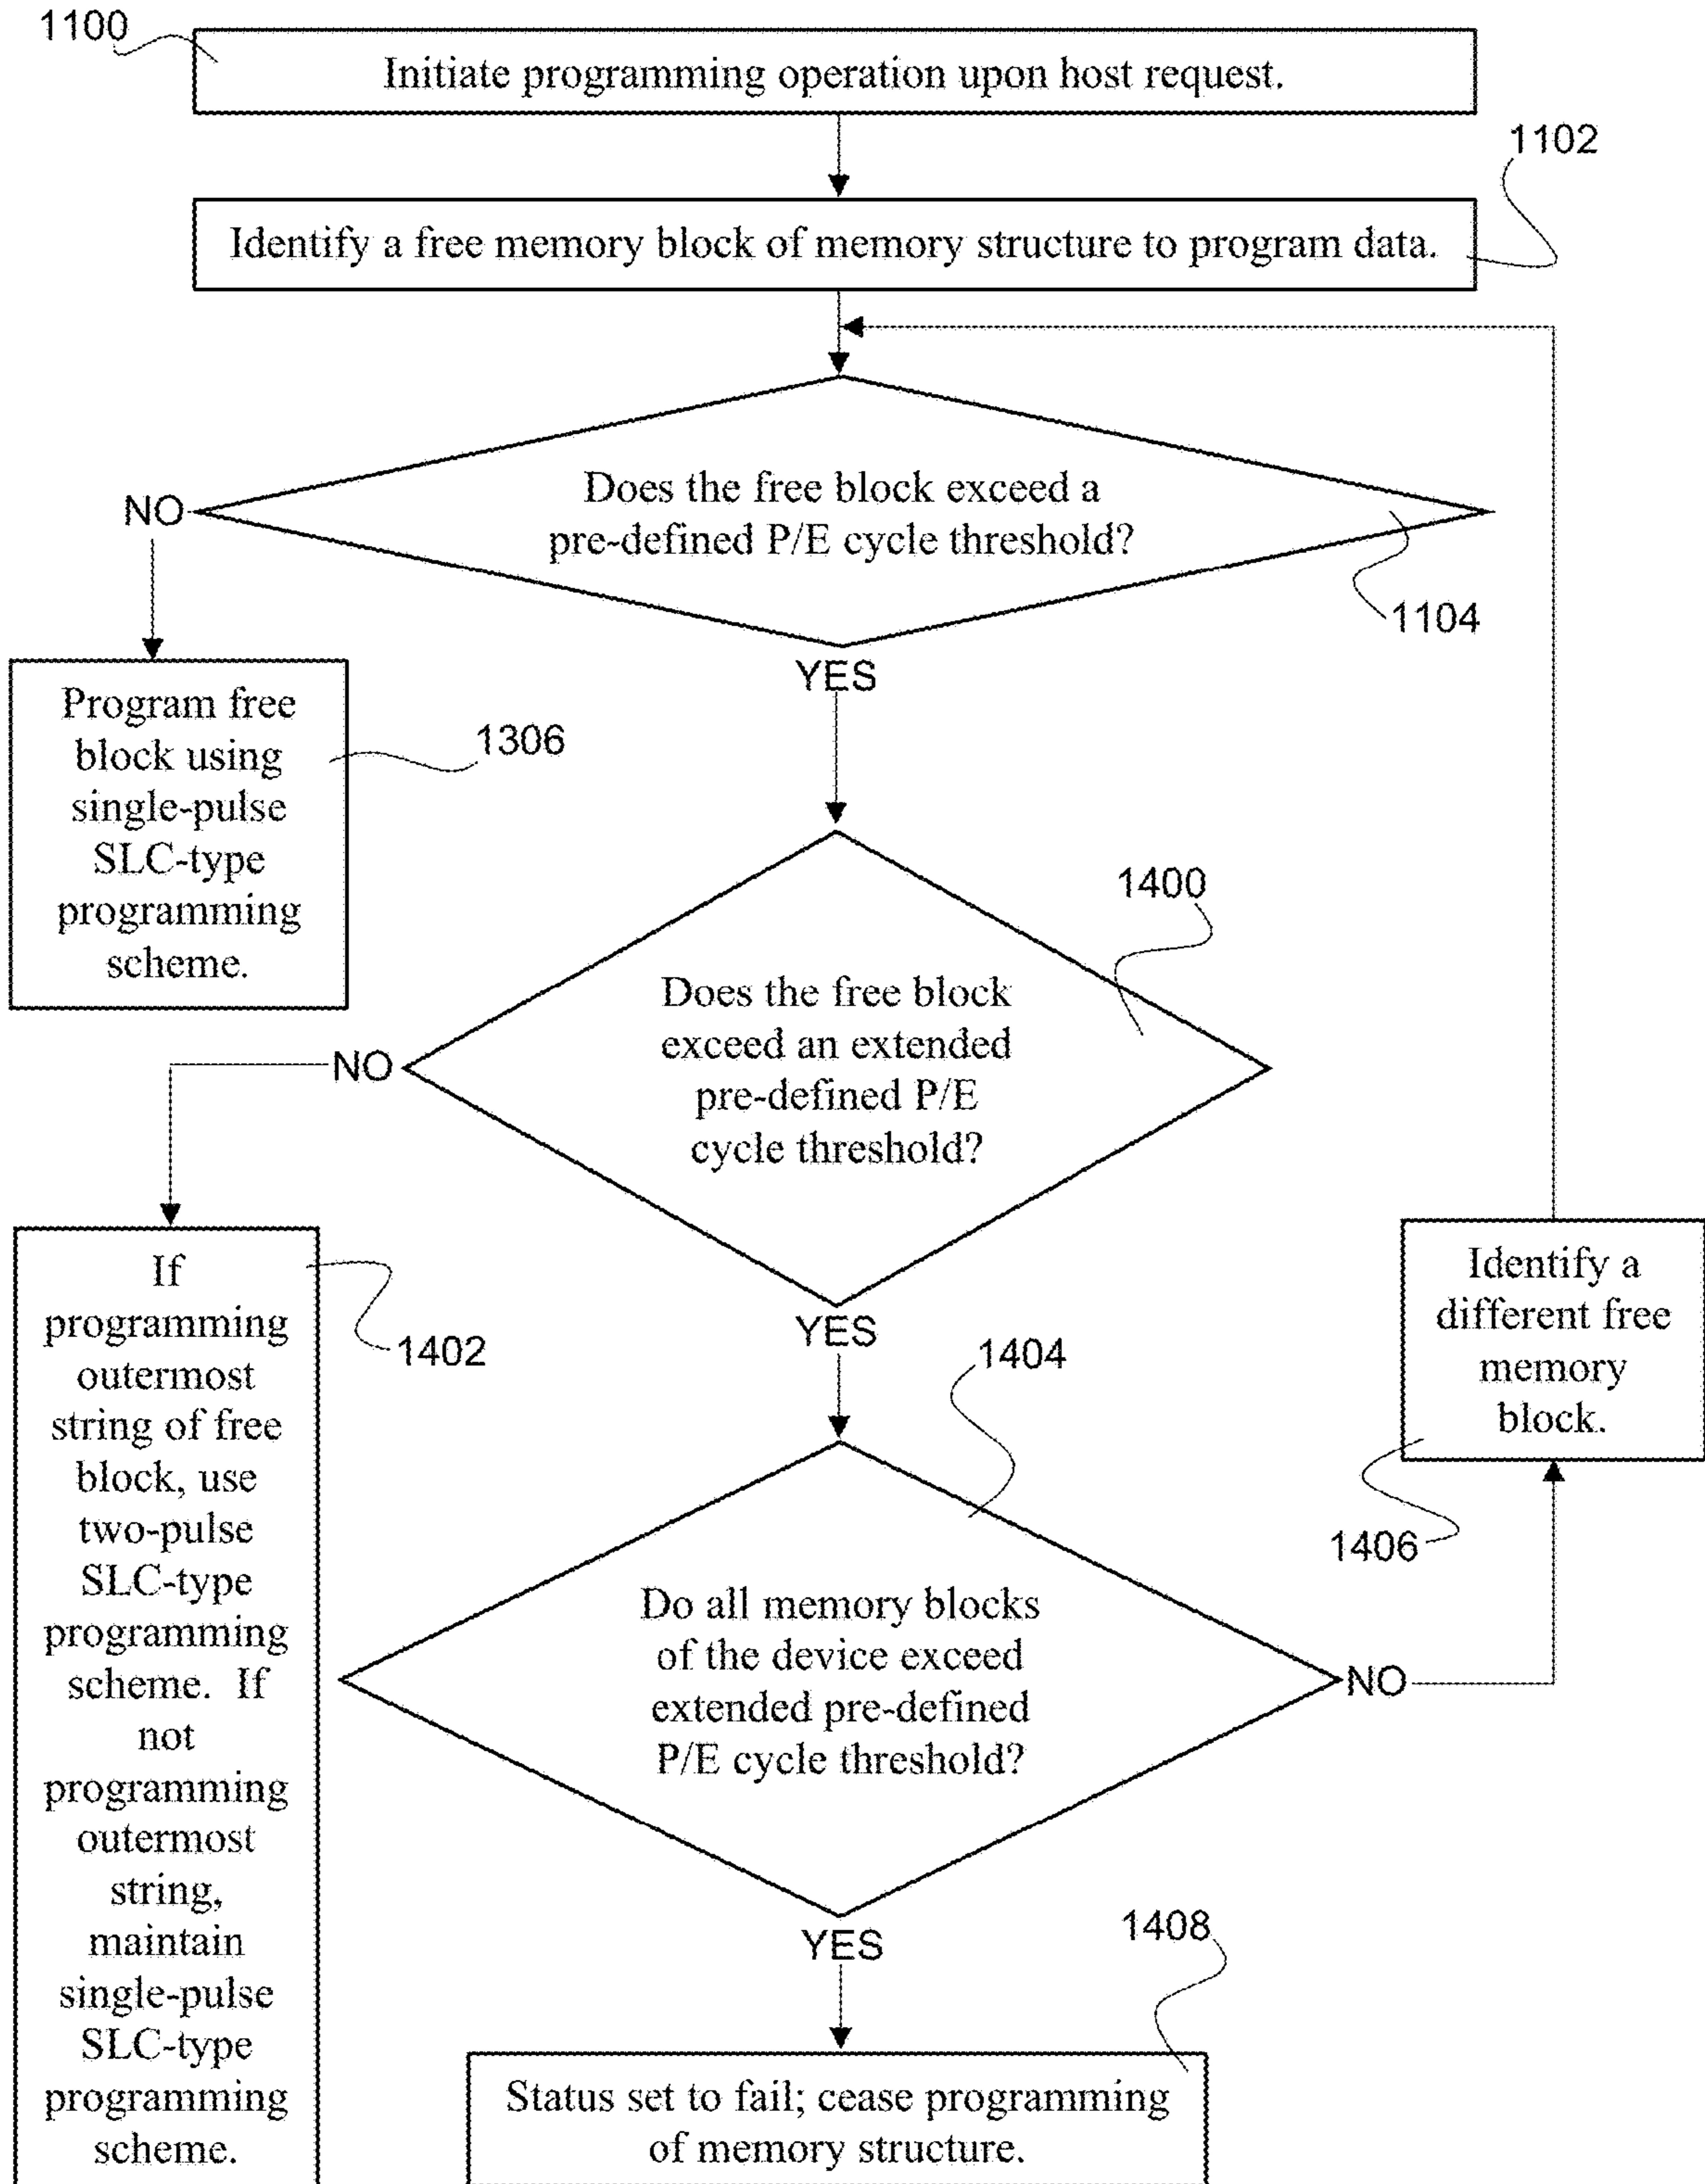 1100
Initiate programming operation upon host request.
1102
Identify a free memory block of memory structure to program data.
Does the free block exceed a
pre-defined P/E cycle threshold?
NO
1104
YES
Program free
block using
single-pulse
SLC-type
programming
scheme.
1306
1400
Does the free block
exceed an extended
pre-defined P/E
cycle threshold?
NO
YES
If
programming
outermost
string of free
block, use
two-pulse
SLC-type
programming
scheme.  If
not
programming
outermost
string,
maintain
single-pulse
SLC-type
programming
scheme.
1402
1404
Identify a
different free
memory
block.
1406
Do all memory blocks
of the device exceed
extended pre-defined
P/E cycle threshold?
NO
YES
1408
Status set to fail; cease programming
of memory structure.